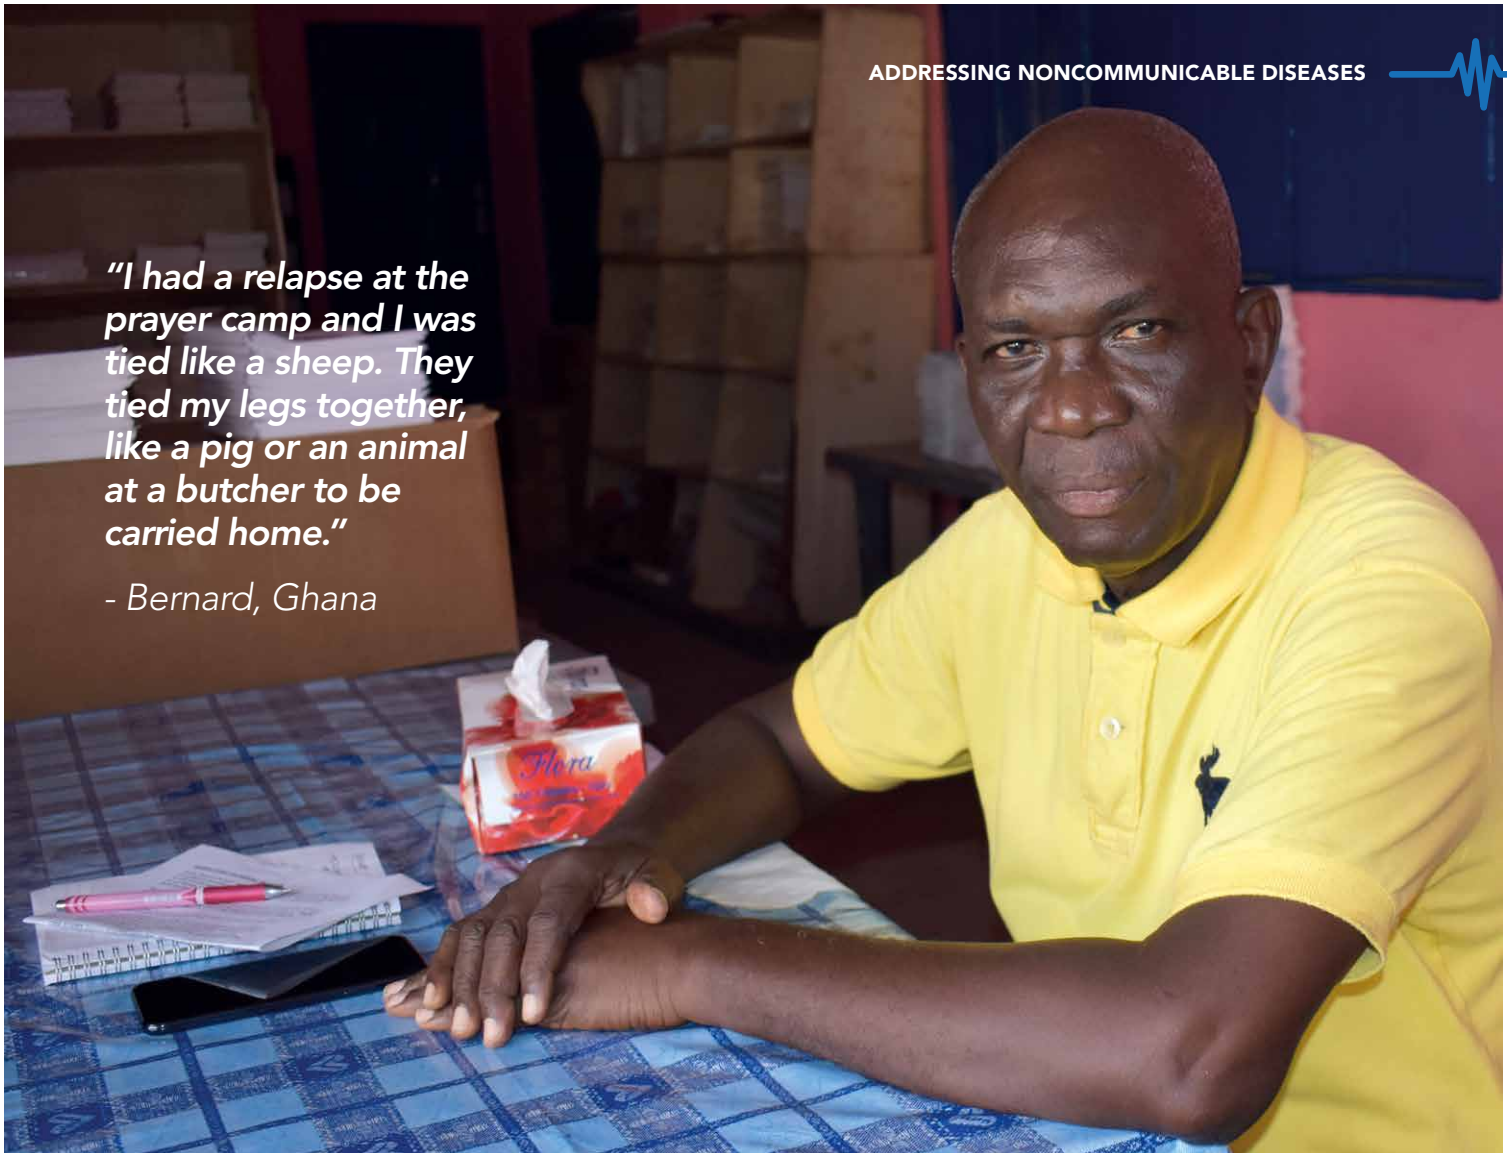 ADDRESSING NONCOMMUNICABLE DISEASES
“I had a relapse at the
prayer camp and I was
tied like a sheep. They
tied my legs together,
like a pig or an animal
at a butcher to be
carried home.”
- Bernard, Ghana
Flora